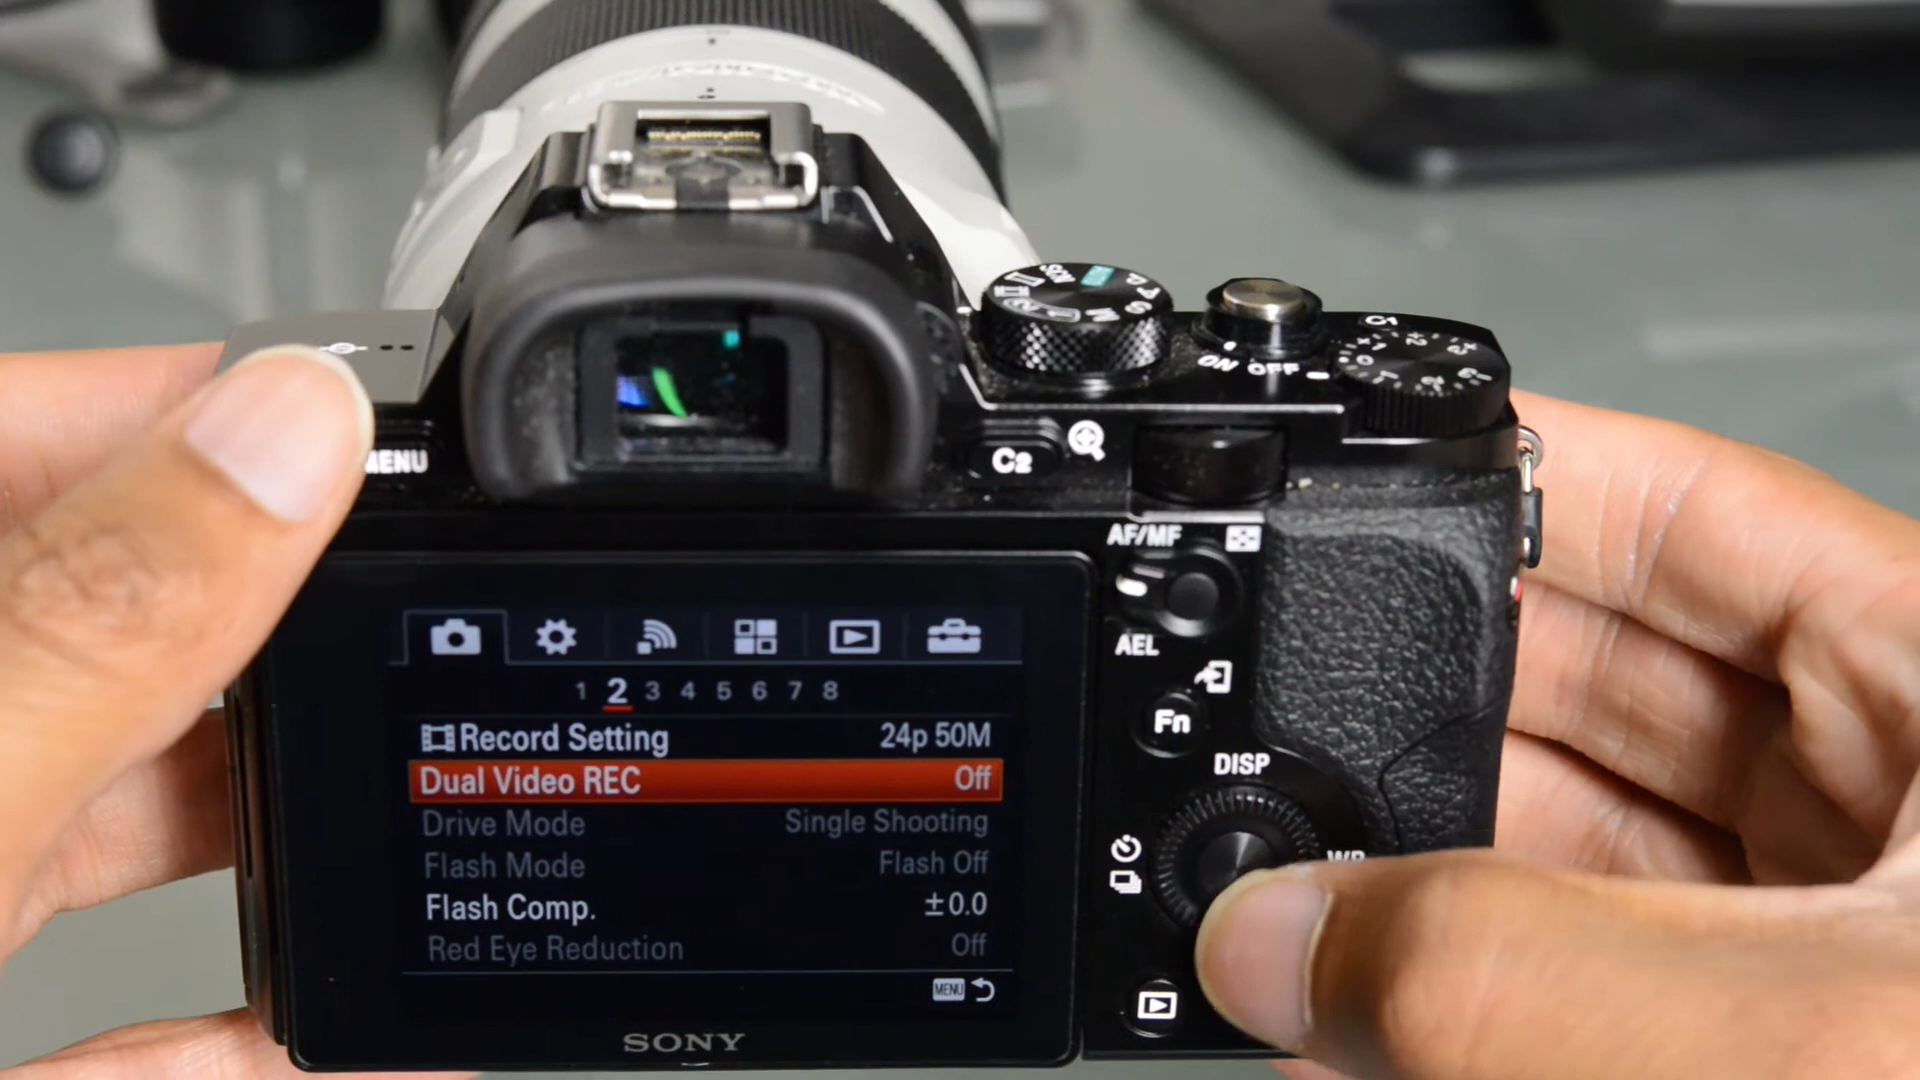 C1
ON OFF
MENU
C2
AF/MF
AEL
Fn
DISP
WB
1 2 3 4 5 6 7 8
Record Setting 24p 50M
Dual Video REC Off
Drive Mode Single Shooting
Flash Mode Flash Off
Flash Comp. ±0.0
Red Eye Reduction Off
MENU
SONY